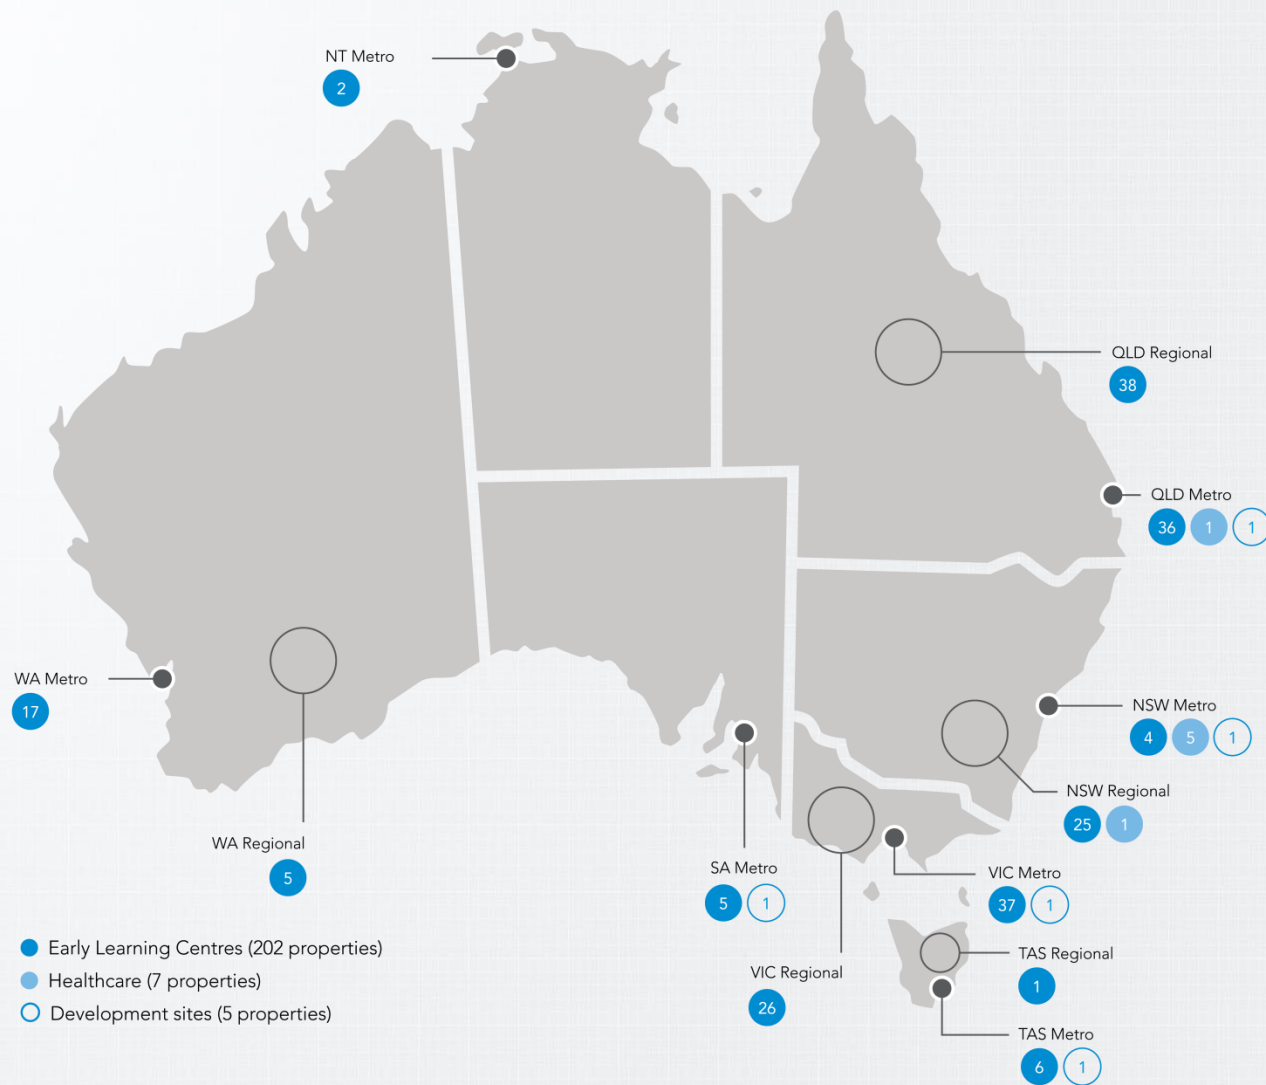 NT Metro
2
QLD Regional
38
QLD Metro
36 1 1
WA Metro
17
NSW Metro
4 5 1
NSW Regional
25 1
WA Regional
5
SA Metro
5 1
VIC Metro
37 1
VIC Regional
26
TAS Regional
1
TAS Metro
6 1
Early Learning Centres (202 properties)
Healthcare (7 properties)
Development sites (5 properties)